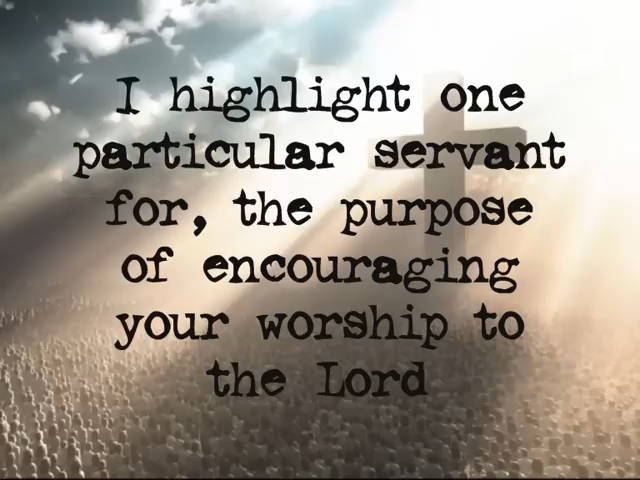 I highlight one
particular servant
for, the purpose
of encouraging
your worship to
the Lord